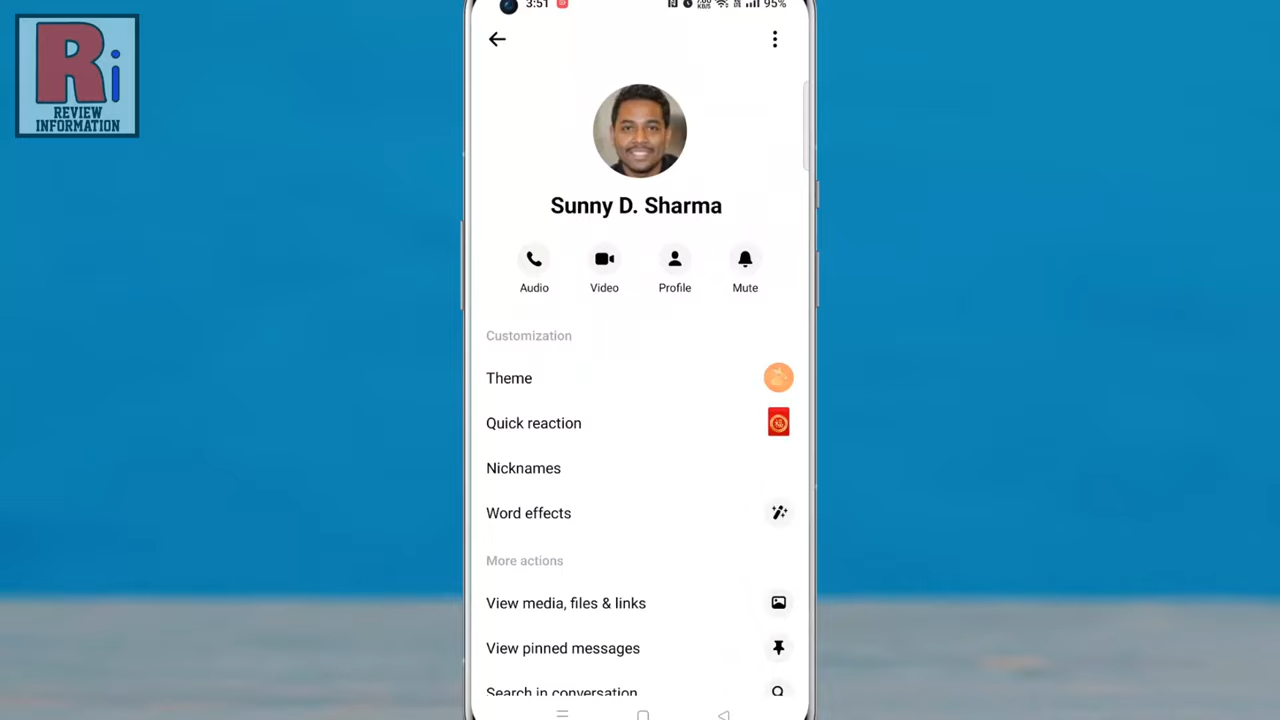 Ri
REVIEW
INFORMATION
3:51
95%
Sunny D. Sharma
Audio
Video
Profile
Mute
Customization
Theme
Quick reaction
福
Nicknames
Word effects
More actions
View media, files & links
View pinned messages
Search in conversation